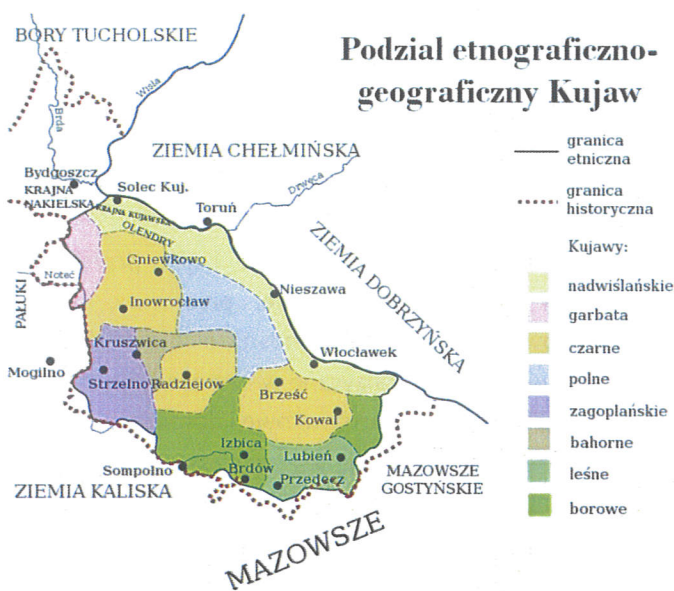 BORY TUCHOLSKIE
Podział etnograficzno-
geograficzny Kujaw
Wisła
Brda
ZIEMIA CHEŁMIŃSKA
granica
etniczna
granica
historyczna
Bydgoszcz
KRAJNA
NAKIELSKA
Solec Kuj.
KRAJNA KUJAWSKA
OLENDRY
Toruń
Drwęca
ZIEMIA DOBRZYŃSKA
Kujawy:
nadwiślańskie
garbata
czarne
polne
zagoplańskie
bahorne
leśne
borowe
Gniewkowo
Noteć
PAŁUKI
Inowrocław
Nieszawa
Kruszwica
Włocławek
Mogilno
Strzelno
Radziejów
Brześć
Kowal
Izbica
Lubień
Sompolno
Brdów
Przedecz
ZIEMIA KALISKA
MAZOWSZE
GOSTYŃSKIE
MAZOWSZE